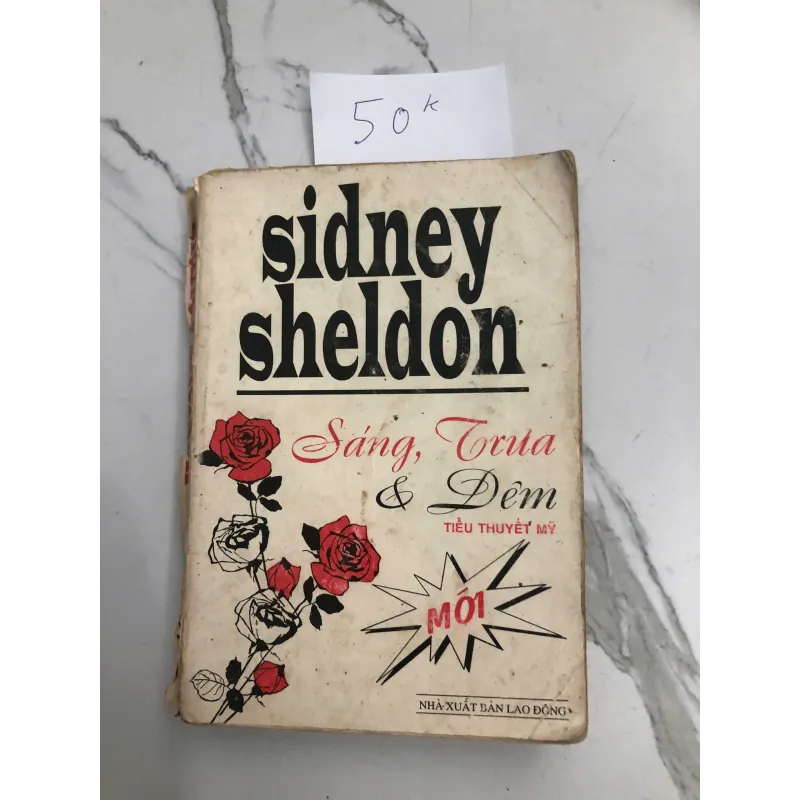 50k
sidney
sheldon
Sáng, Trưa
& Đêm
TIỂU THUYẾT MỸ
MỚI
NHÀ XUẤT BẢN LAO ĐỘNG